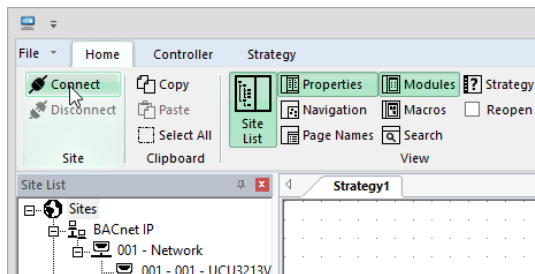 File Home Controller Strategy
Connect Copy Properties Modules Strategy
Disconnect Paste Site List Navigation Macros Reopen
Select All Page Names Search
Site Clipboard View
Site List Strategy1
Sites
BACnet IP
001 - Network
001 - 001 - UCU3213V